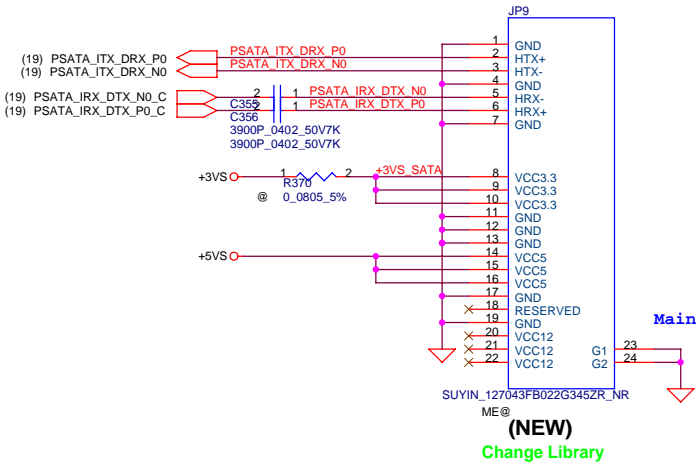 JP9
1 GND
(19) PSATA_ITX_DRX_P0 PSATA_ITX_DRX_P0 2 HTX+
(19) PSATA_ITX_DRX_N0 PSATA_ITX_DRX_N0 3 HTX-
4 GND
(19) PSATA_IRX_DTX_N0_C 2 1 PSATA_IRX_DTX_N0 5 HRX-
(19) PSATA_IRX_DTX_P0_C C355 2 1 PSATA_IRX_DTX_P0 6 HRX+
C356 7 GND
3900P_0402_50V7K
3900P_0402_50V7K
+3VS 1 2 +3VS_SATA 8 VCC3.3
R370 9 VCC3.3
@ 0_0805_5% 10 VCC3.3
11 GND
12 GND
13 GND
+5VS 14 VCC5
15 VCC5
16 VCC5
17 GND
18 RESERVED
19 GND
Main
20 VCC12
21 VCC12 G1 23
22 VCC12 G2 24
SUYIN_127043FB022G345ZR_NR
ME@
(NEW)
Change Library